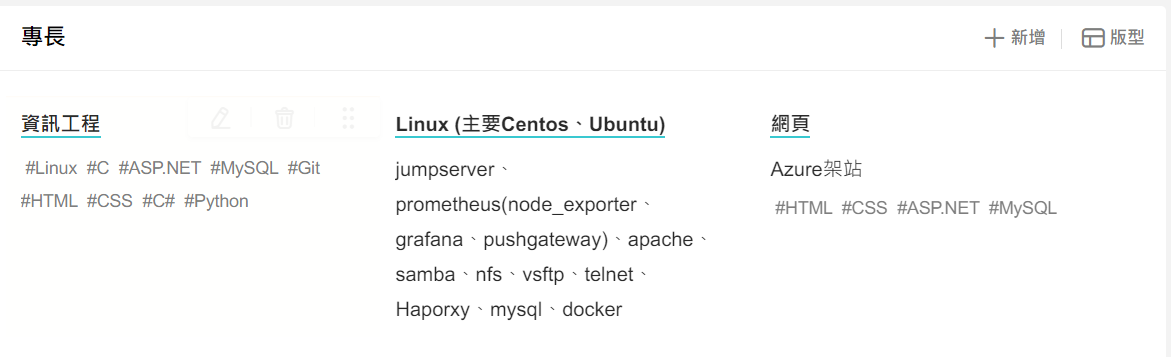 專長
新增
版型
資訊工程
#Linux #C #ASP.NET #MySQL #Git
#HTML #CSS #C# #Python
Linux (主要Centos、Ubuntu)
jumpserver、
prometheus(node_exporter、
grafana、pushgateway)、apache、
samba、nfs、vsftp、telnet、
Haporxy、mysql、docker
網頁
Azure架站
#HTML #CSS #ASP.NET #MySQL